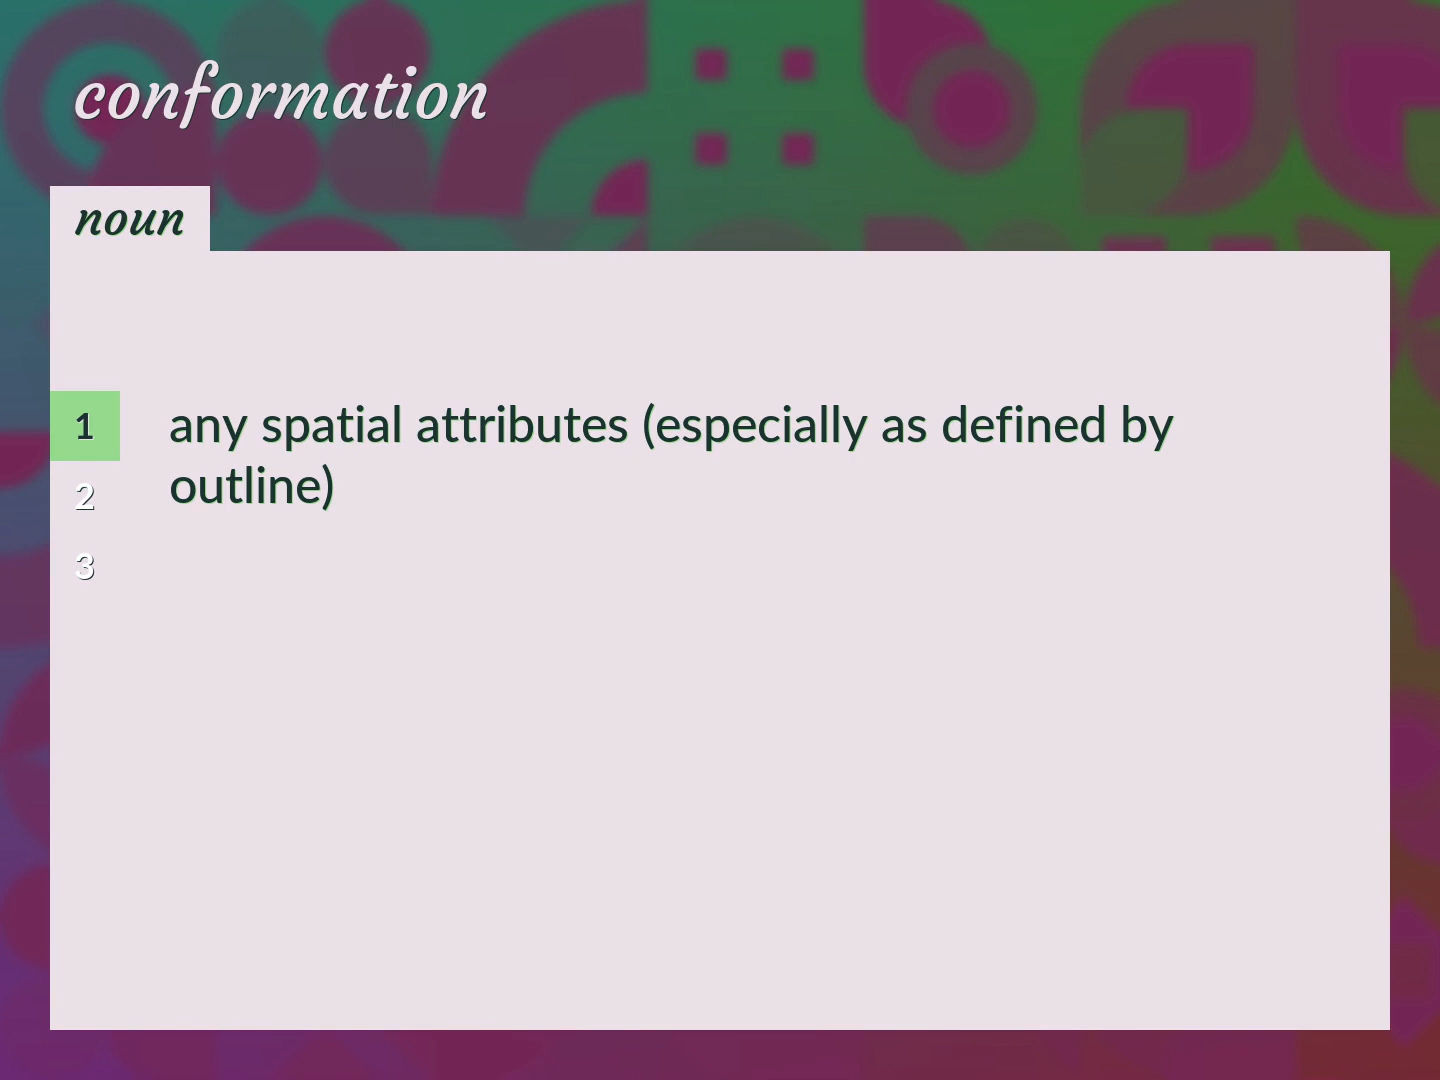 conformation
noun
1
any spatial attributes (especially as defined by
outline)
2
3